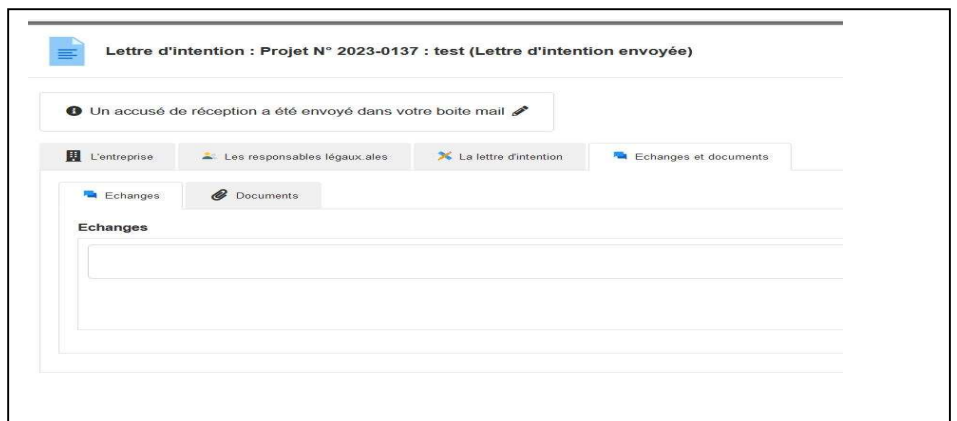 Lettre d'intention : Projet N° 2023-0137 : test (Lettre d'intention envoyée)
Un accusé de réception a été envoyé dans votre boite mail
L'entreprise Les responsables légaux.ales La lettre d'intention Echanges et documents
Echanges Documents
Echanges